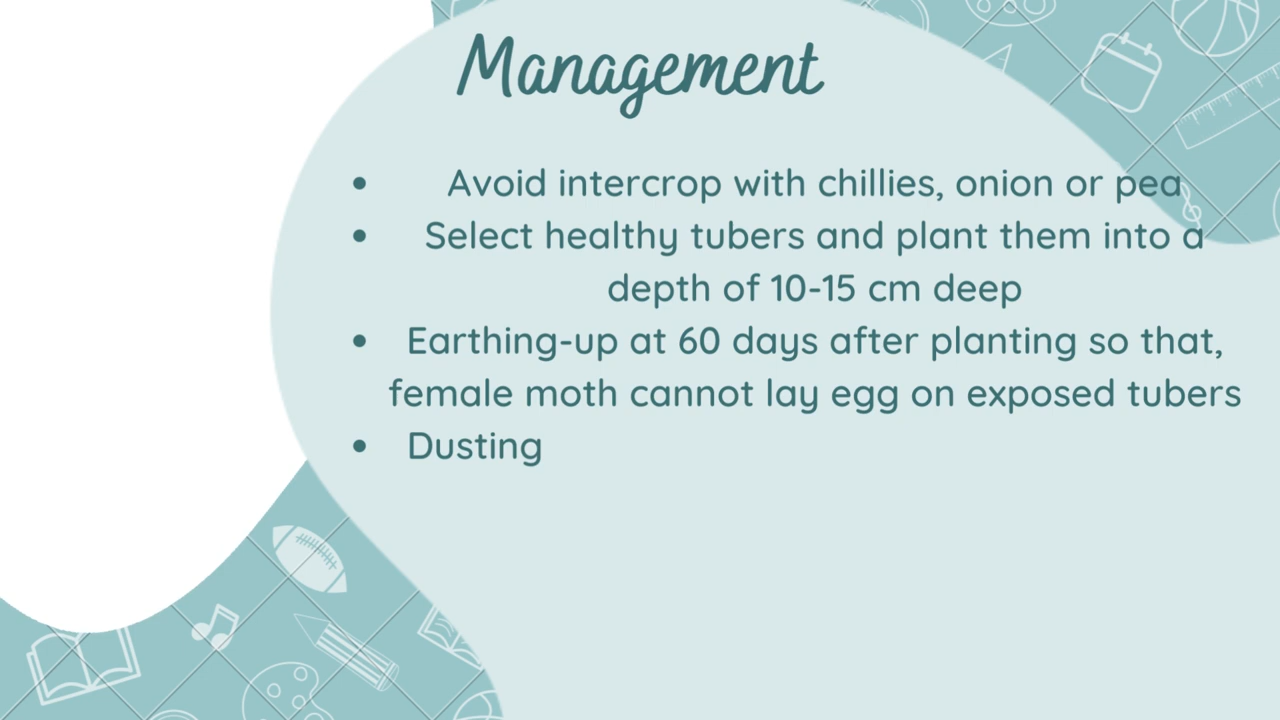 Management
• Avoid intercrop with chillies, onion or pea
• Select healthy tubers and plant them into a
depth of 10-15 cm deep
• Earthing-up at 60 days after planting so that,
female moth cannot lay egg on exposed tubers
• Dusting